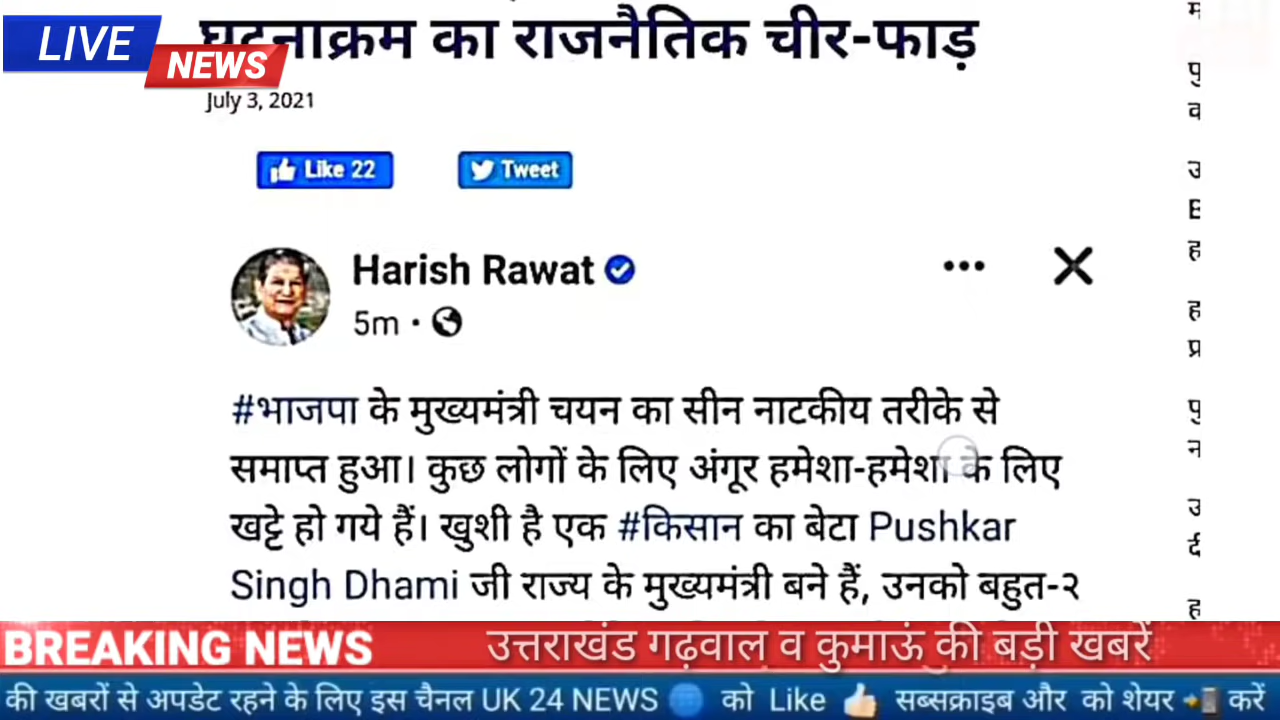 घटनाक्रम का राजनैतिक चीर-फाड़
LIVE
NEWS
July 3, 2021
Like 22
Tweet
Harish Rawat
5m
#भाजपा के मुख्यमंत्री चयन का सीन नाटकीय तरीके से
समाप्त हुआ। कुछ लोगों के लिए अंगूर हमेशा-हमेशा के लिए
खट्टे हो गये हैं। खुशी है एक #किसान का बेटा Pushkar
Singh Dhami जी राज्य के मुख्यमंत्री बने हैं, उनको बहुत-२
BREAKING NEWS
उत्तराखंड गढ़वाल व कुमाऊं की बड़ी खबरें
की खबरों से अपडेट रहने के लिए इस चैनल UK 24 NEWS 🌐 को Like 👍 सब्सक्राइब और को शेयर 📲 करें